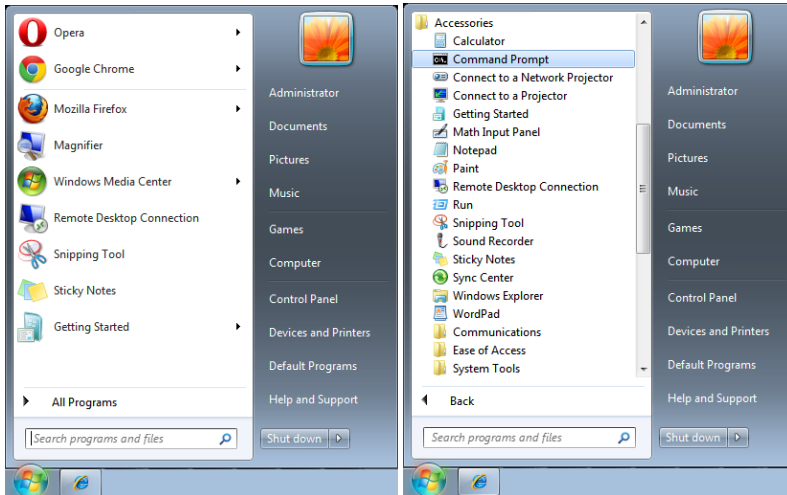 Opera
Google Chrome
Mozilla Firefox
Magnifier
Windows Media Center
Remote Desktop Connection
Snipping Tool
Sticky Notes
Getting Started
All Programs
Search programs and files
Administrator
Documents
Pictures
Music
Games
Computer
Control Panel
Devices and Printers
Default Programs
Help and Support
Shut down
Accessories
Calculator
Command Prompt
Connect to a Network Projector
Connect to a Projector
Getting Started
Math Input Panel
Notepad
Paint
Remote Desktop Connection
Run
Snipping Tool
Sound Recorder
Sticky Notes
Sync Center
Windows Explorer
WordPad
Communications
Ease of Access
System Tools
Back
Search programs and files
Administrator
Documents
Pictures
Music
Games
Computer
Control Panel
Devices and Printers
Default Programs
Help and Support
Shut down